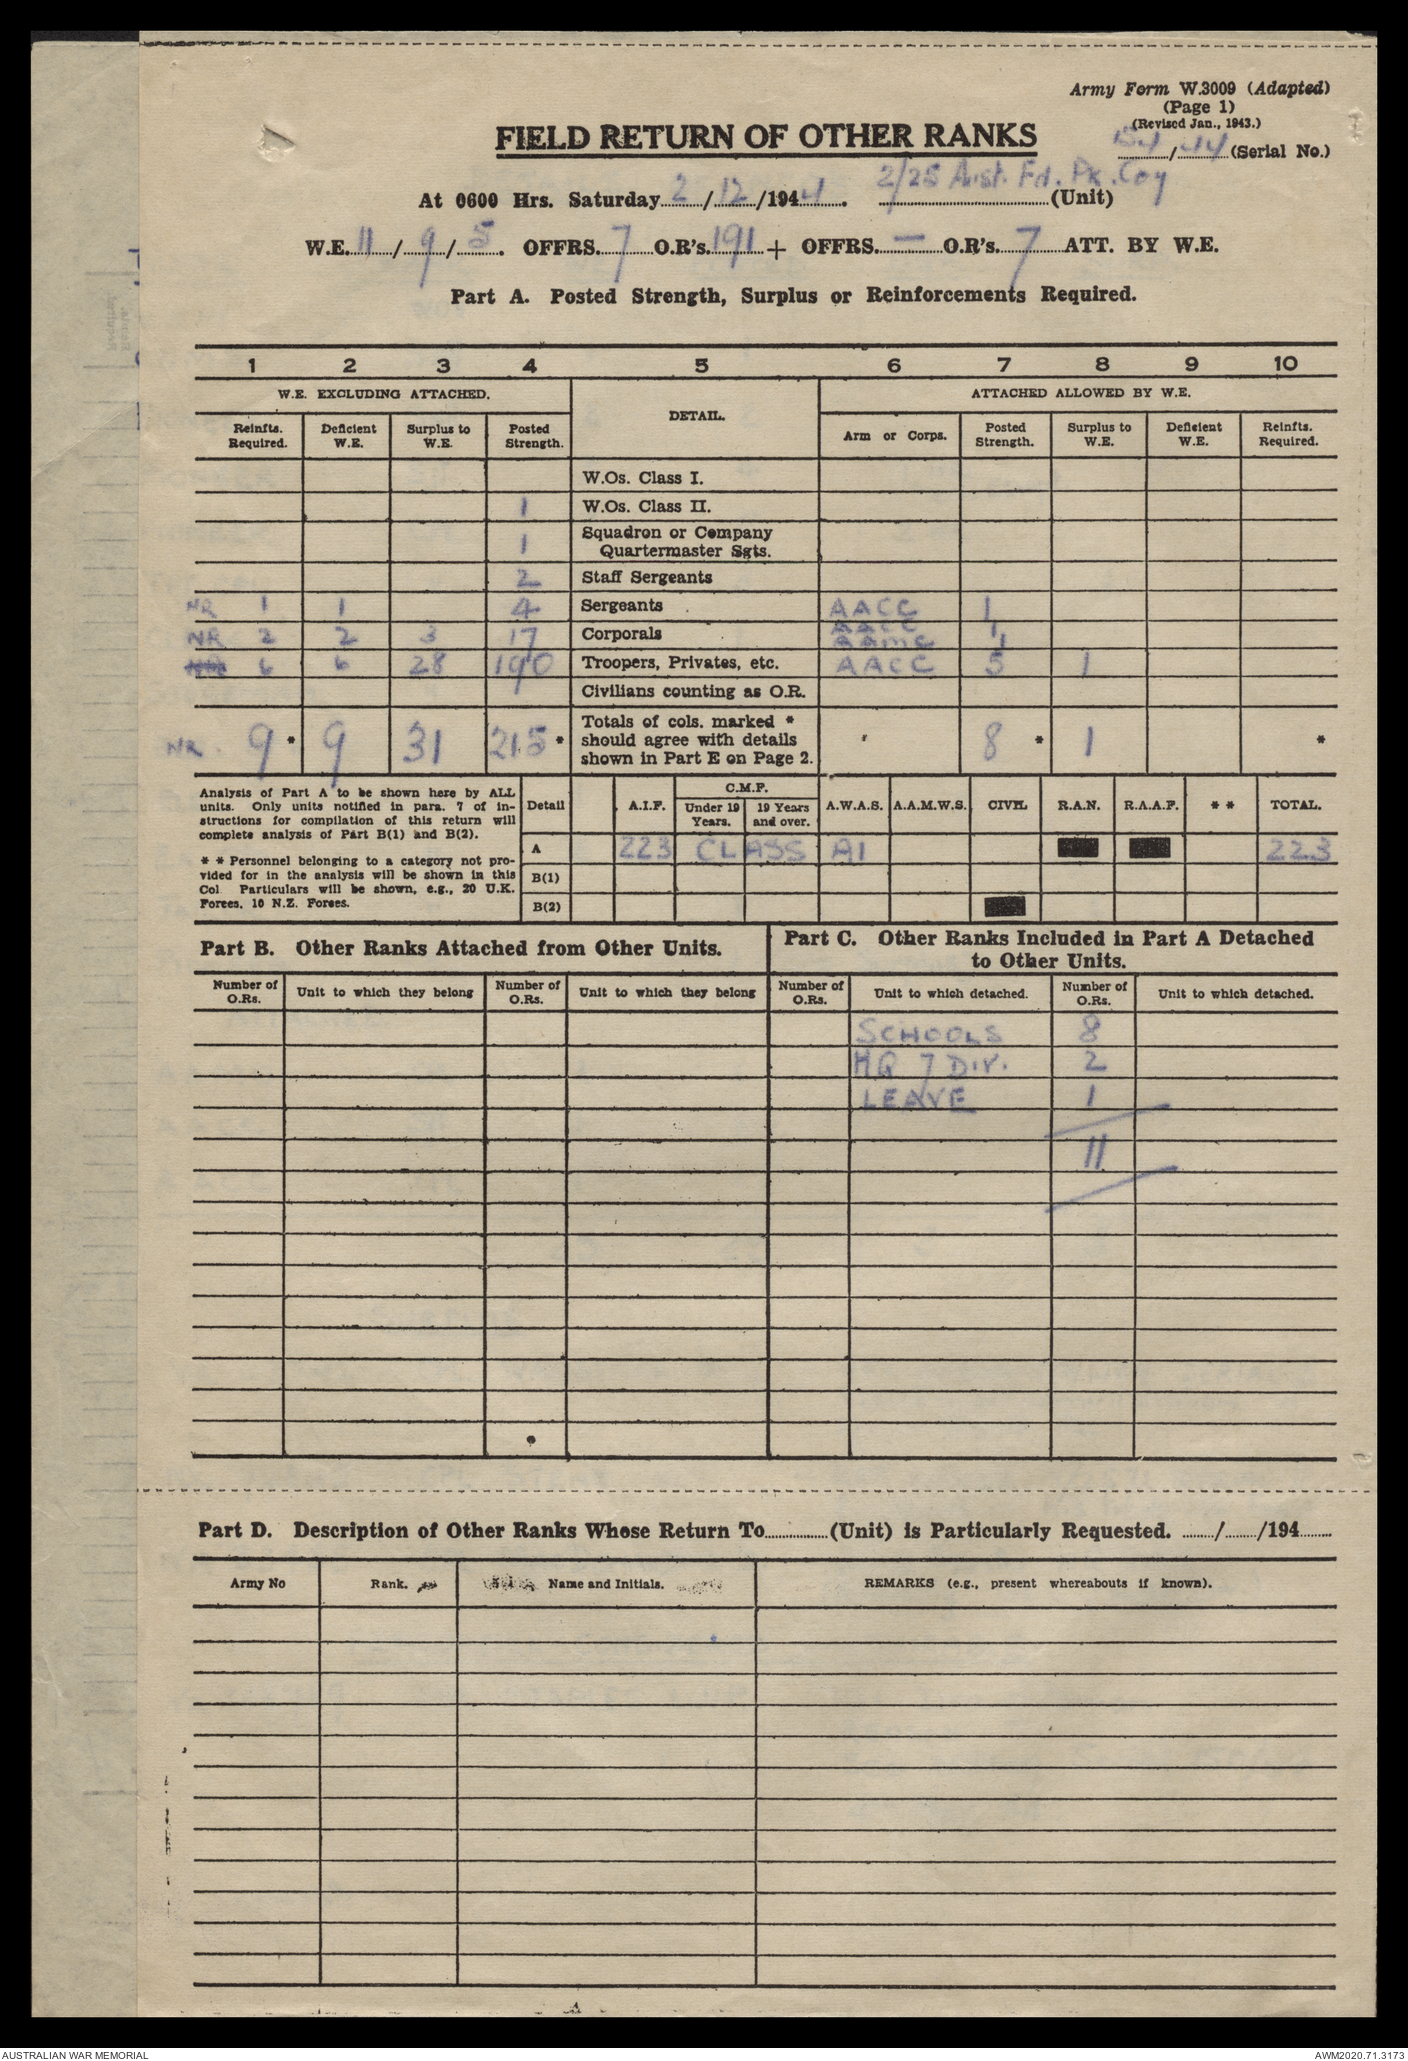 Army Form W.3009 (Adapted)
(Page 1)
(Revised Jan., 1943.)
FIELD RETURN OF OTHER RANKS
54/44 (Serial No.)
At 0600 Hrs. Saturday 2/12/1944. 2/25 Aust. Fd. Pk. Coy (Unit)
W.E. 11/9/5. OFFRS. 7 O.R's. 191 + OFFRS. — O.R's. 7 ATT. BY W.E.
Part A. Posted Strength, Surplus or Reinforcements Required.
1 2 3 4 5 6 7 8 9 10
W.E. EXCLUDING ATTACHED. DETAIL. ATTACHED ALLOWED BY W.E.
Reinfts. Required. Deficient W.E. Surplus to W.E. Posted Strength. Arm or Corps. Posted Strength. Surplus to W.E. Deficient W.E. Reinfts. Required.
W.Os. Class I.
1 W.Os. Class II.
1 Squadron or Company Quartermaster Sgts.
2 Staff Sergeants
NR 1 1 4 Sergeants AACC 1
NR 2 2 3 17 Corporals AACC 1
AAMC 1
NR 6 6 28 190 Troopers, Privates, etc. AACC 5 1
Civilians counting as O.R.
NR. 9 * 9 31 215 * Totals of cols. marked * should agree with details shown in Part E on Page 2. 8 * 1 *
Analysis of Part A to be shown here by ALL
units. Only units notified in para. 7 of in-
structions for compilation of this return will
complete analysis of Part B(1) and B(2).
* * Personnel belonging to a category not pro-
vided for in the analysis will be shown in this
Col. Particulars will be shown, e.g., 20 U.K.
Forces, 10 N.Z. Forces.
Detail A.I.F. C.M.F. Under 19 Years. 19 Years and over. A.W.A.S. A.A.M.W.S. CIVIL R.A.N. R.A.A.F. * * TOTAL.
A 223 CLASS A1 223
B(1)
B(2)
Part B. Other Ranks Attached from Other Units.
Part C. Other Ranks Included in Part A Detached
to Other Units.
Number of O.Rs. Unit to which they belong Number of O.Rs. Unit to which they belong Number of O.Rs. Unit to which detached. Number of O.Rs. Unit to which detached.
SCHOOLS 8
HQ 7 DIV. 2
LEAVE 1
11
Part D. Description of Other Ranks Whose Return To............(Unit) is Particularly Requested. ....../....../194......
Army No Rank. Name and Initials. REMARKS (e.g., present whereabouts if known).
AUSTRALIAN WAR MEMORIAL AWM2020.71.3173